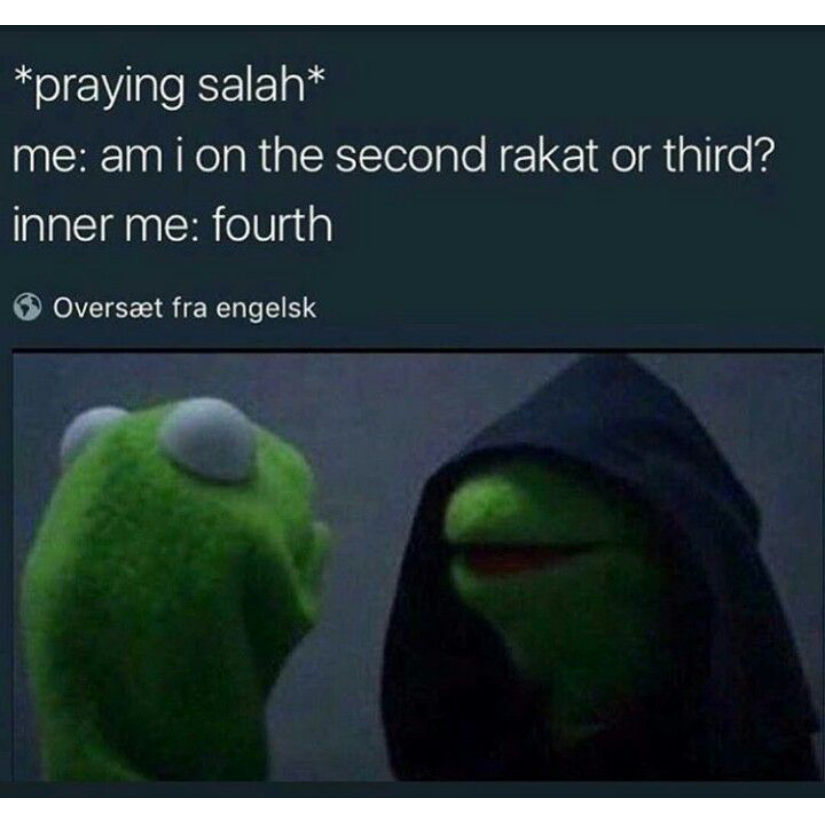 *praying salah*
me: am i on the second rakat or third?
inner me: fourth
Oversæt fra engelsk